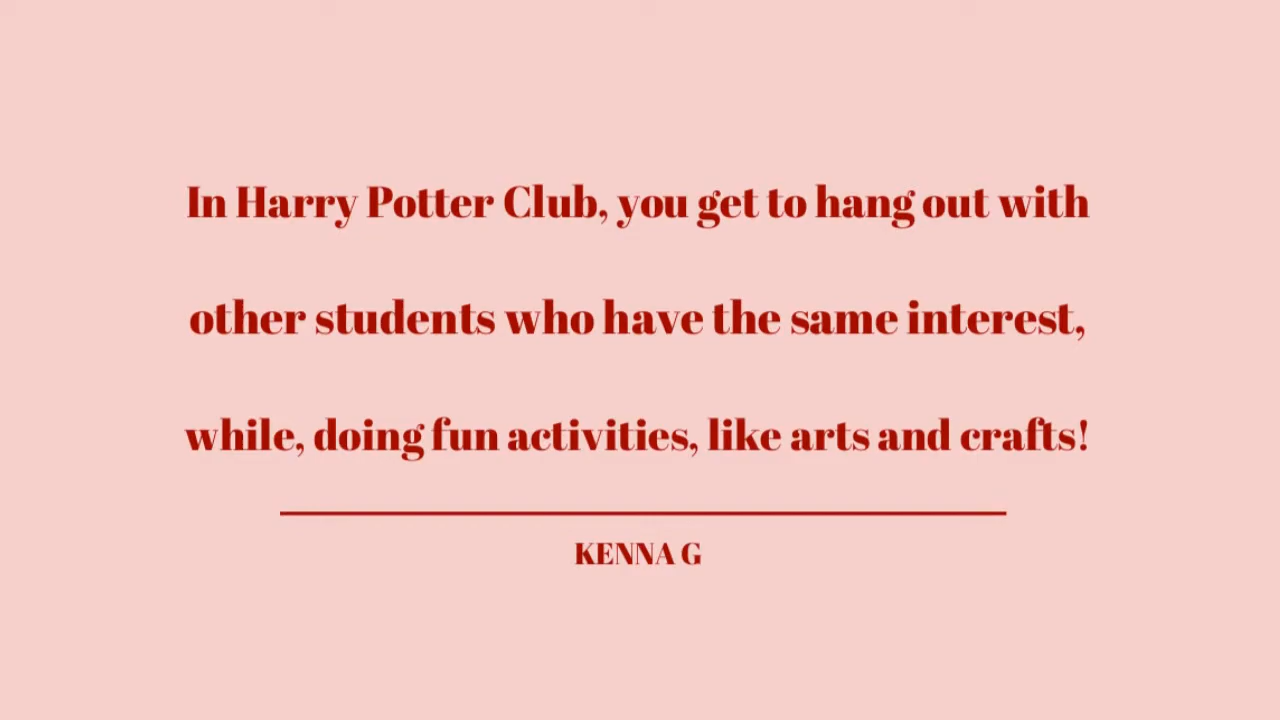 In Harry Potter Club, you get to hang out with
other students who have the same interest,
while, doing fun activities, like arts and crafts!
KENNA G